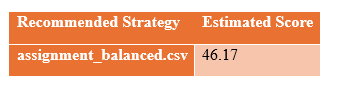 Recommended Strategy Estimated Score
assignment_balanced.csv 46.17